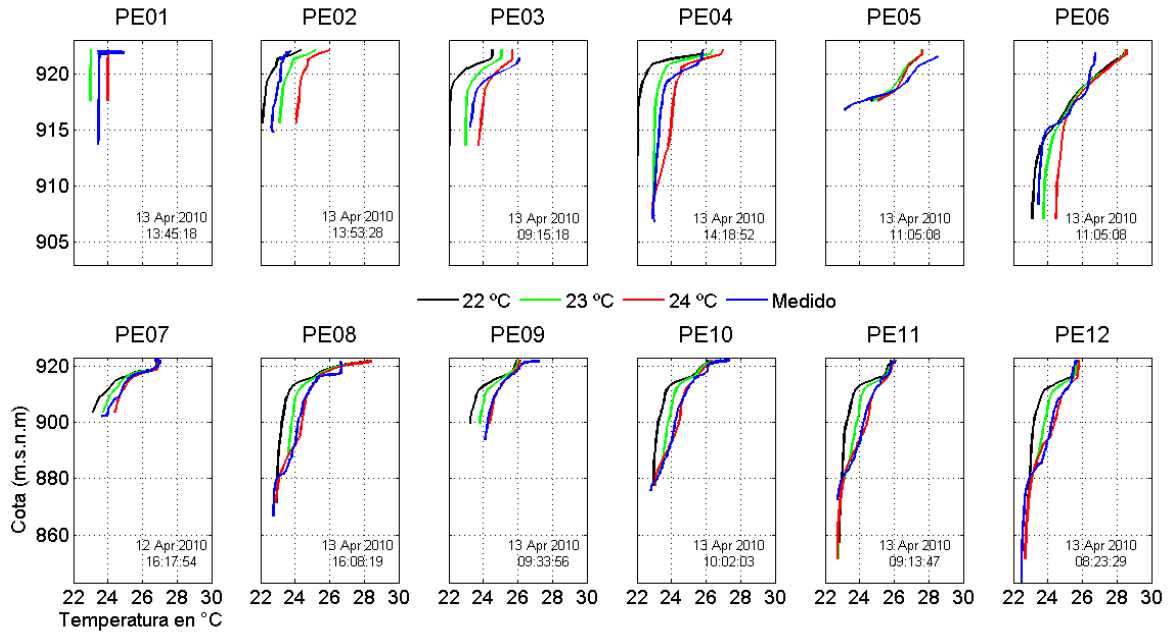 PE01 PE02 PE03 PE04 PE05 PE06
920
915
910
905
13 Apr 2010 13 Apr 2010 13 Apr 2010 13 Apr 2010 13 Apr 2010 13 Apr 2010
13:45:18 13:53:28 09:15:18 14:18:52 11:05:08 11:05:08
22 ºC 23 ºC 24 ºC Medido
PE07 PE08 PE09 PE10 PE11 PE12
920
900
880
860
Cota (m.s.n.m)
12 Apr 2010 13 Apr 2010 13 Apr 2010 13 Apr 2010 13 Apr 2010 13 Apr 2010
16:17:54 16:08:19 09:33:56 10:02:03 09:13:47 08:23:29
22 24 26 28 30 22 24 26 28 30 22 24 26 28 30 22 24 26 28 30 22 24 26 28 30 22 24 26 28 30
Temperatura en °C